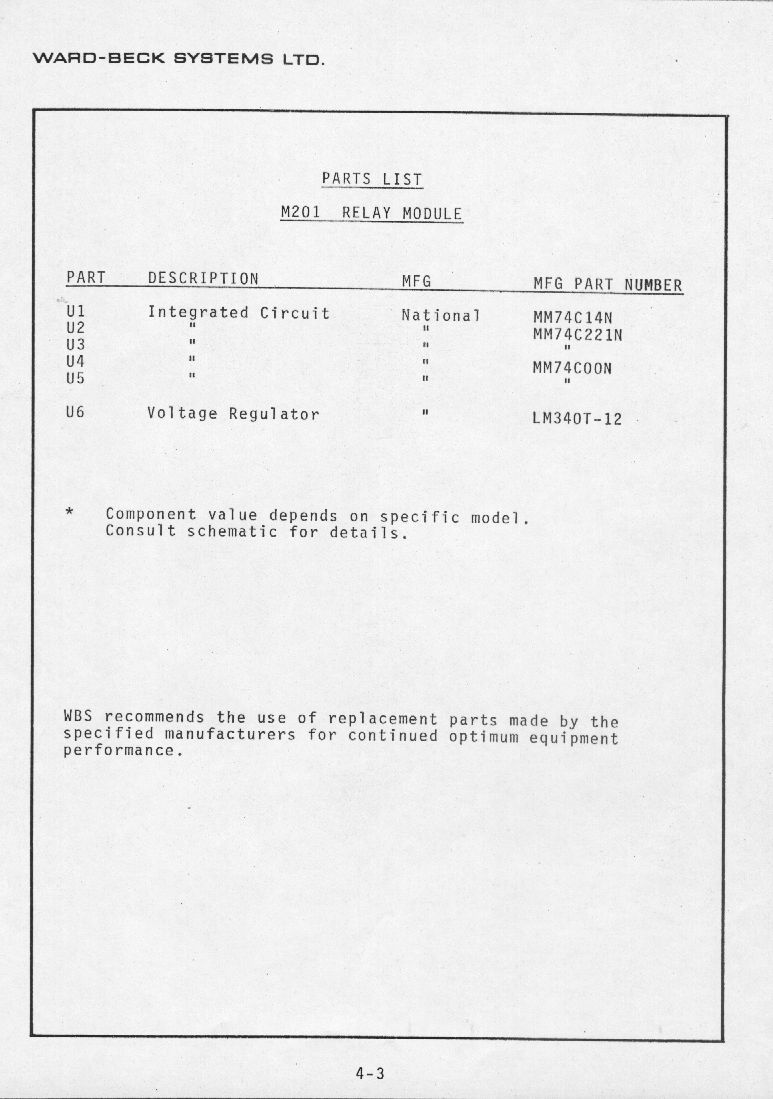 WARD-BECK SYSTEMS LTD.
PARTS LIST
M201 RELAY MODULE
PART DESCRIPTION MFG MFG PART NUMBER
U1 Integrated Circuit National MM74C14N
U2 " " MM74C221N
U3 " " "
U4 " " MM74C00N
U5 " " "
U6 Voltage Regulator " LM340T-12
* Component value depends on specific model.
Consult schematic for details.
WBS recommends the use of replacement parts made by the
specified manufacturers for continued optimum equipment
performance.
4-3